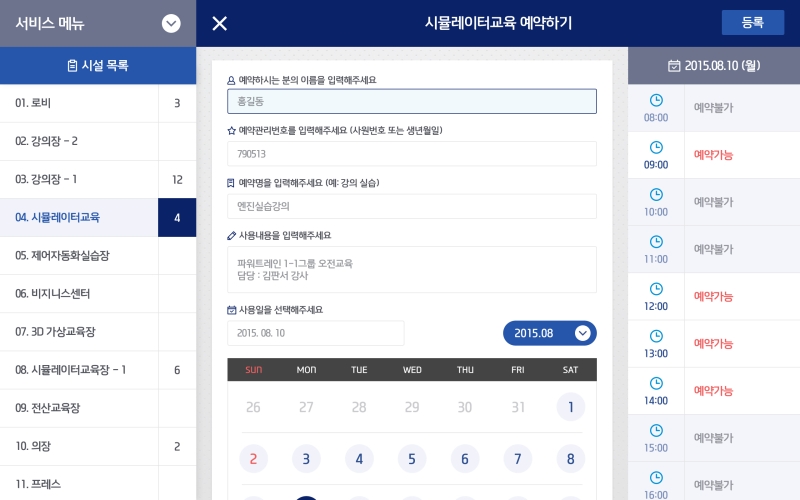 서비스 메뉴
시설 목록
01. 로비 3
02. 강의장 - 2
03. 강의장 - 1 12
04. 시뮬레이터교육 4
05. 제어자동화실습장
06. 비지니스센터
07. 3D 가상교육장
08. 시뮬레이터교육장 - 1 6
09. 전산교육장
10. 의장 2
11. 프레스
시뮬레이터교육 예약하기
등록
예약하시는 분의 이름을 입력해주세요
홍길동
예약관리번호를 입력해주세요 (사원번호 또는 생년월일)
790513
예약명을 입력해주세요 (예: 강의 실습)
엔진실습강의
사용내용을 입력해주세요
파워트레인 1-1그룹 오전교육
담당 : 김판서 강사
사용일을 선택해주세요
2015. 08. 10
2015.08
SUN MON TUE WED THU FRI SAT
26 27 28 29 30 31 1
2 3 4 5 6 7 8
2015.08.10 (월)
08:00 예약불가
09:00 예약가능
10:00 예약불가
11:00 예약불가
12:00 예약가능
13:00 예약가능
14:00 예약가능
15:00 예약불가
16:00 예약불가